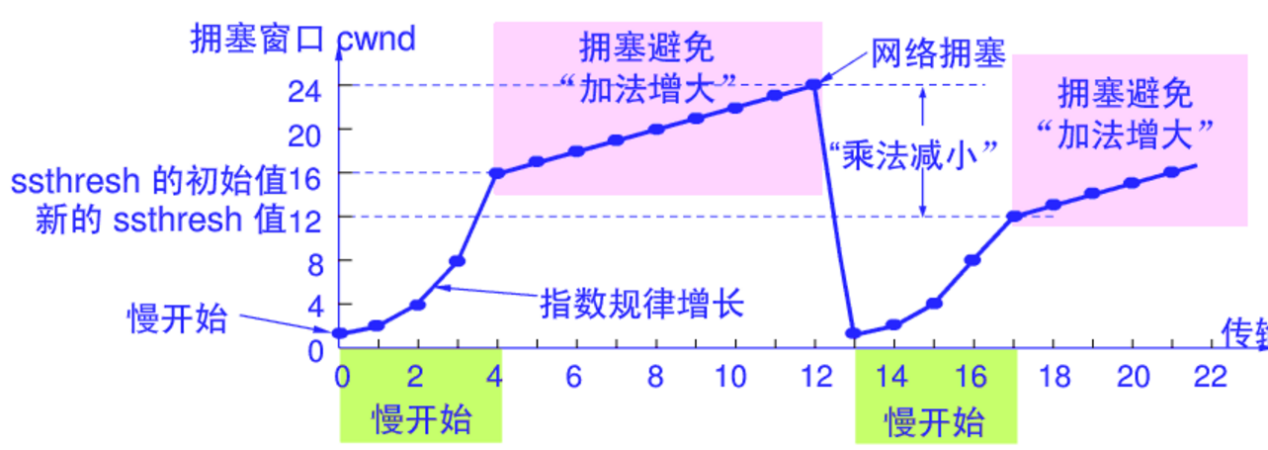 拥塞窗口 cwnd
拥塞避免
“加法增大”
网络拥塞
拥塞避免
“加法增大”
“乘法减小”
24
20
ssthresh 的初始值16
新的 ssthresh 值12
8
4
0
慢开始
指数规律增长
传输
0 2 4 6 8 10 12 14 16 18 20 22
慢开始
慢开始